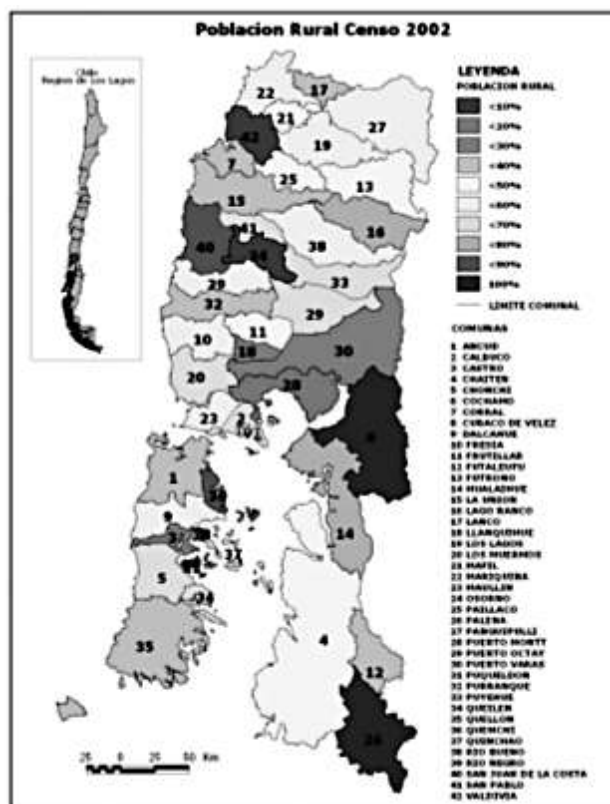 Poblacion Rural Censo 2002
Chile
Region de Los Lagos
LEYENDA
POBLACION RURAL
<10%
<20%
<30%
<40%
<50%
<60%
<70%
<80%
<90%
100%
LIMITE COMUNAL
COMUNAS
1 ANCUD
2 CALBUCO
3 CASTRO
4 CHAITEN
5 CHONCHI
6 COCHAMO
7 CORRAL
8 CURACO DE VELEZ
9 DALCAHUE
10 FRESIA
11 FRUTILLAR
12 FUTALEUFU
13 FUTRONO
14 HUALAIHUE
15 LA UNION
16 LAGO RANCO
17 LANCO
18 LLANQUIHUE
19 LOS LAGOS
20 LOS MUERMOS
21 MAFIL
22 MARIQUINA
23 MAULLIN
24 OSORNO
25 PAILLACO
26 PALENA
27 PANGUIPULLI
28 PUERTO MONTT
29 PUERTO OCTAY
30 PUERTO VARAS
31 PUQUELDON
32 PURRANQUE
33 PUYEHUE
34 QUEILEN
35 QUELLON
36 QUEMCHI
37 QUINCHAO
38 RIO BUENO
39 RIO NEGRO
40 SAN JUAN DE LA COSTA
41 SAN PABLO
42 VALDIVIA
22
17
21
27
42
19
7
25
13
15
16
41
38
40
33
29
32
29
10
11
18
30
20
28
23
1
9
14
37
5
34
35
4
12
25 0 25 50 Km